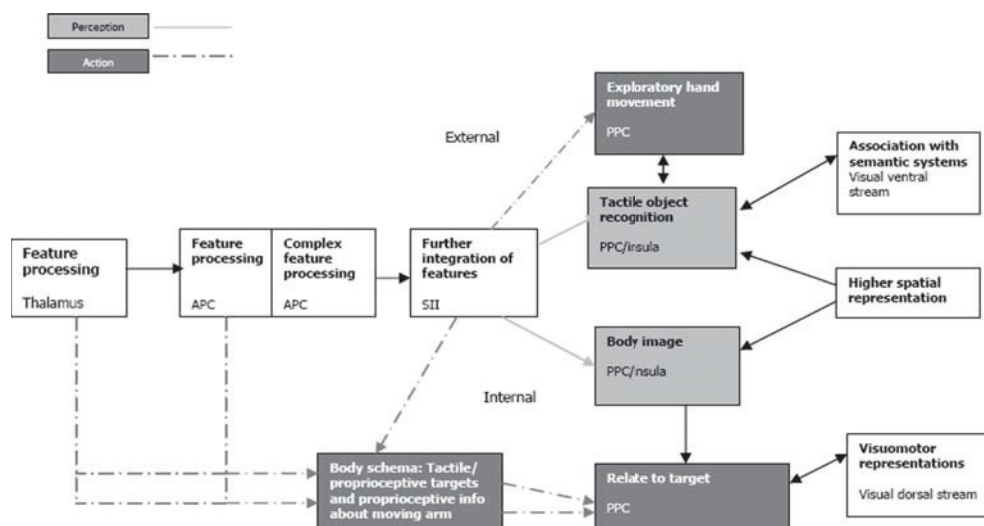 Perception
Action
External
Internal
Feature
processing
Thalamus
Feature
processing
APC
Complex
feature
processing
APC
Further
integration of
features
SII
Exploratory hand
movement
PPC
Tactile object
recognition
PPC/insula
Body image
PPC/nsula
Association with
semantic systems
Visual ventral
stream
Higher spatial
representation
Body schema: Tactile/
proprioceptive targets
and proprioceptive info
about moving arm
Relate to target
PPC
Visuomotor
representations
Visual dorsal stream